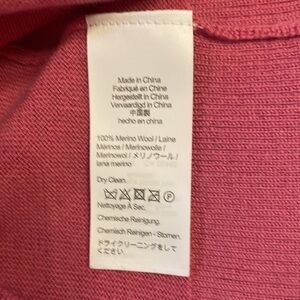 Made in China
Fabriqué en Chine
Hergestellt in China
Vervaardigd in China
中国製
hecho en china
100% Merino Wool / Laine
Mérinos / Merinowolle /
Merinowol / メリノウール /
lana merino
Dry Clean
Nettoyage À Sec.
Chemische Reinigung.
Chemisch Reinigen - Stomen.
ドライクリーニングをして
ください.